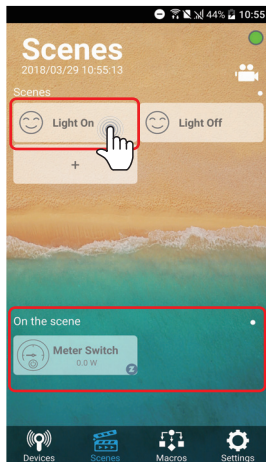 44% 10:55
Scenes
2018/03/29 10:55:13
Scenes
Light On
Light Off
+
On the scene
Meter Switch
0.0 W
Devices Scenes Macros Settings